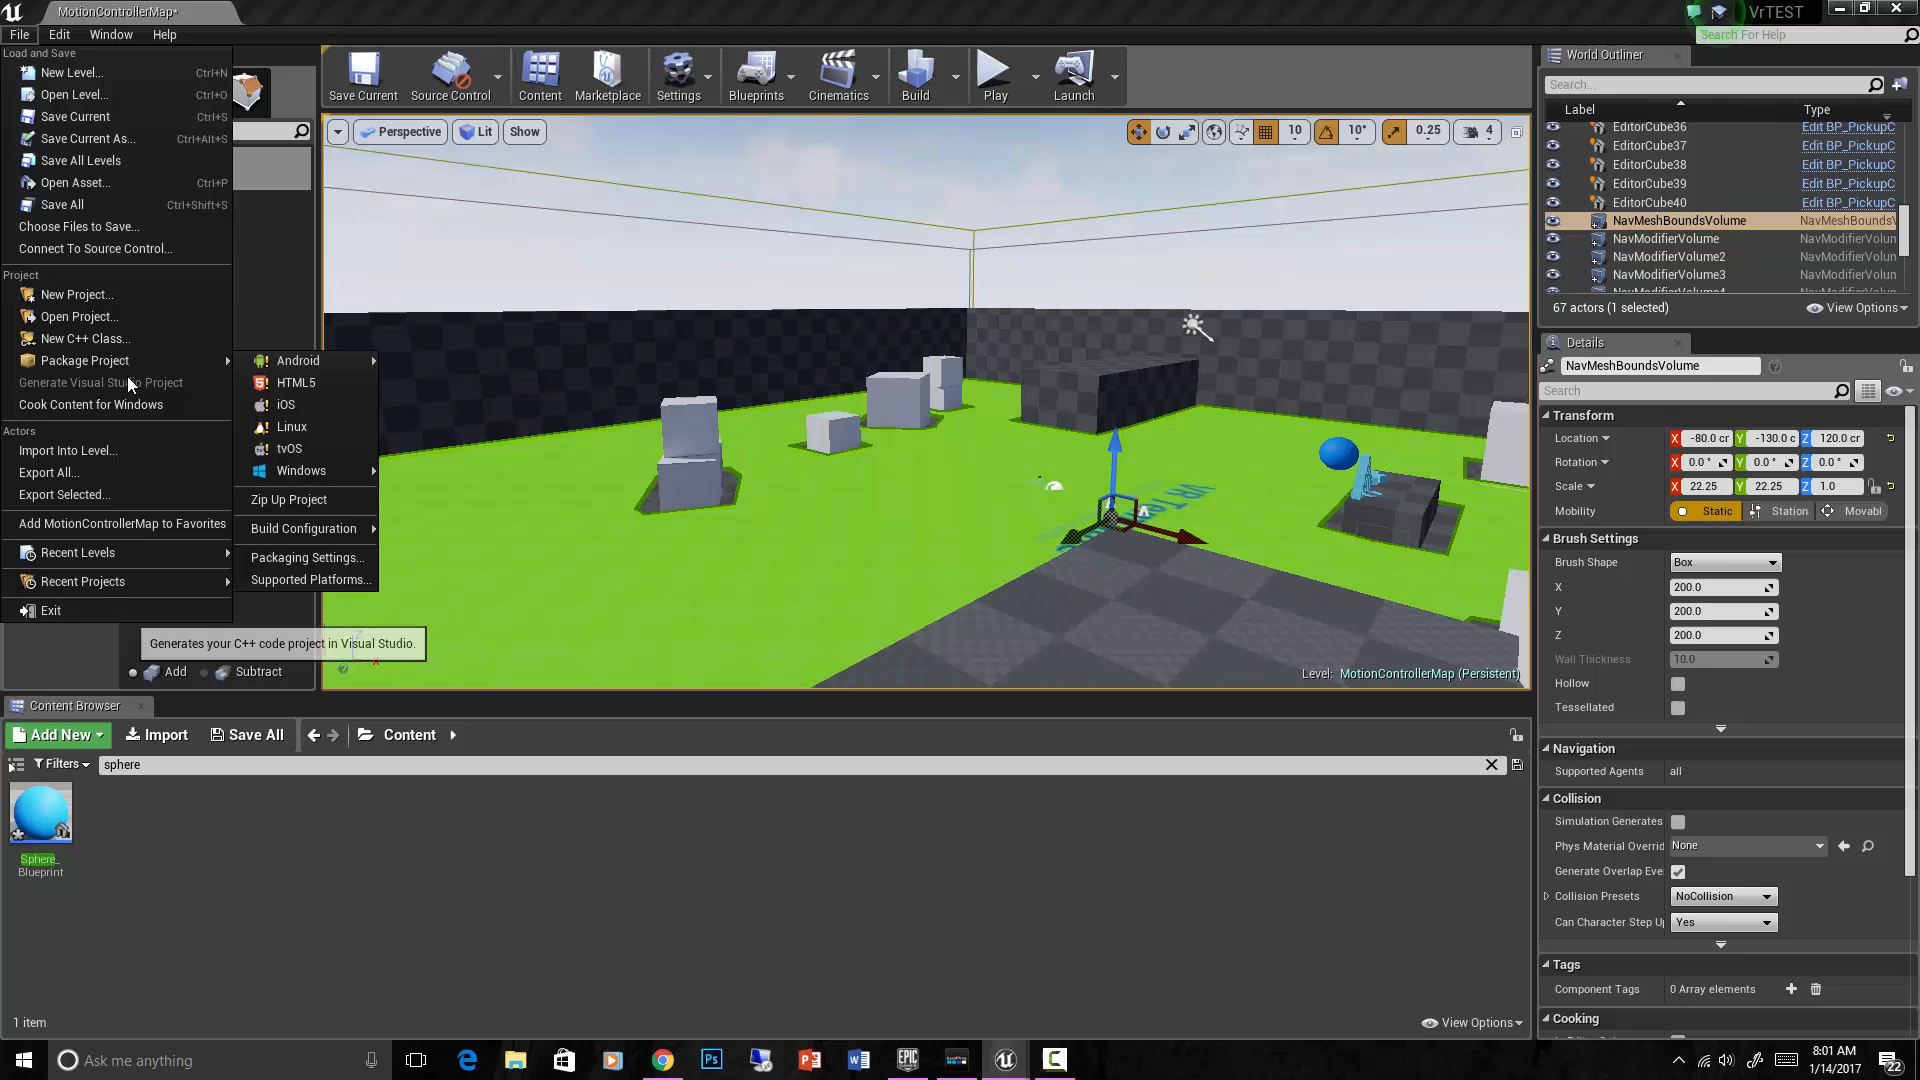 MotionControllerMap*
VrTEST
File Edit Window Help
Search For Help
Load and Save
New Level... Ctrl+N
Open Level... Ctrl+O
Save Current Ctrl+S
Save Current As... Ctrl+Alt+S
Save All Levels
Open Asset... Ctrl+P
Save All Ctrl+Shift+S
Choose Files to Save...
Connect To Source Control...
Project
New Project...
Open Project...
New C++ Class...
Package Project
Generate Visual Studio Project
Cook Content for Windows
Actors
Import Into Level...
Export All...
Export Selected...
Add MotionControllerMap to Favorites
Recent Levels
Recent Projects
Exit
Android
HTML5
iOS
Linux
tvOS
Windows
Zip Up Project
Build Configuration
Packaging Settings...
Supported Platforms...
Generates your C++ code project in Visual Studio.
Add Subtract
Save Current Source Control Content Marketplace Settings Blueprints Cinematics Build Play Launch
Perspective Lit Show 10 10° 0.25 4
Level: MotionControllerMap (Persistent)
World Outliner
Search...
Label Type
EditorCube36 Edit BP_PickupC
EditorCube37 Edit BP_PickupC
EditorCube38 Edit BP_PickupC
EditorCube39 Edit BP_PickupC
EditorCube40 Edit BP_PickupC
NavMeshBoundsVolume NavMeshBoundsV
NavModifierVolume NavModifierVolun
NavModifierVolume2 NavModifierVolun
NavModifierVolume3 NavModifierVolun
NavModifierVolume4 NavModifierVolun
67 actors (1 selected) View Options
Details
NavMeshBoundsVolume
Search
Transform
Location X -80.0 cr Y -130.0 c Z 120.0 cr
Rotation X 0.0 ° Y 0.0 ° Z 0.0 °
Scale X 22.25 Y 22.25 Z 1.0
Mobility Static Station Movabl
Brush Settings
Brush Shape Box
X 200.0
Y 200.0
Z 200.0
Wall Thickness 10.0
Hollow
Tessellated
Navigation
Supported Agents all
Collision
Simulation Generates
Phys Material Overrid None
Generate Overlap Eve
Collision Presets NoCollision
Can Character Step U Yes
Tags
Component Tags 0 Array elements
Cooking
Content Browser
Add New Import Save All Content
Filters sphere
Sphere_
Blueprint
1 item View Options
Ask me anything
EPIC
GAMES
GoPro
8:01 AM
1/14/2017
22